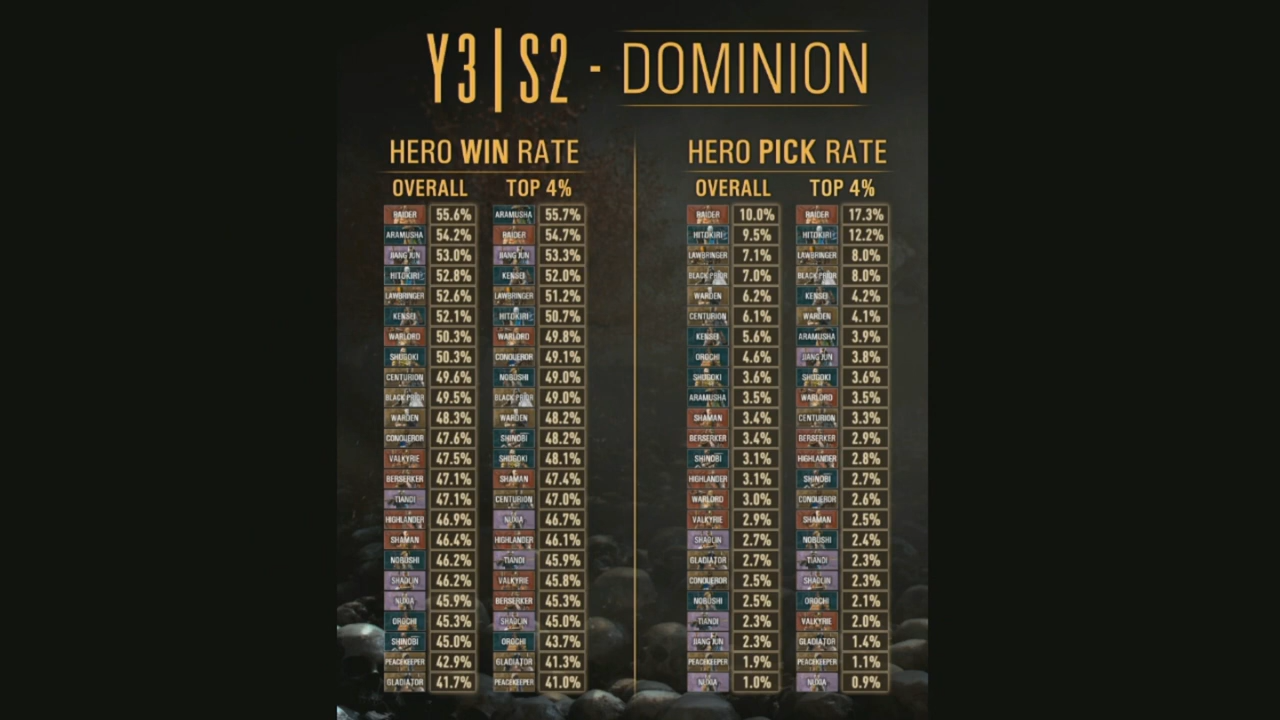 Y3|S2 - DOMINION
HERO WIN RATE HERO PICK RATE
OVERALL TOP 4% OVERALL TOP 4%
RAIDER 55.6% ARAMUSHA 55.7% RAIDER 10.0% RAIDER 17.3%
ARAMUSHA 54.2% RAIDER 54.7% HITOKIRI 9.5% HITOKIRI 12.2%
JIANG JUN 53.0% JIANG JUN 53.3% LAWBRINGER 7.1% LAWBRINGER 8.0%
HITOKIRI 52.8% KENSEI 52.0% BLACK PRIOR 7.0% BLACK PRIOR 8.0%
LAWBRINGER 52.6% LAWBRINGER 51.2% WARDEN 6.2% KENSEI 4.2%
KENSEI 52.1% HITOKIRI 50.7% CENTURION 6.1% WARDEN 4.1%
WARLORD 50.3% WARLORD 49.8% KENSEI 5.6% ARAMUSHA 3.9%
SHUGOKI 50.3% CONQUEROR 49.1% OROCHI 4.6% JIANG JUN 3.8%
CENTURION 49.6% NOBUSHI 49.0% SHUGOKI 3.6% SHUGOKI 3.6%
BLACK PRIOR 49.5% BLACK PRIOR 49.0% ARAMUSHA 3.5% WARLORD 3.5%
WARDEN 48.3% WARDEN 48.2% SHAMAN 3.4% CENTURION 3.3%
CONQUEROR 47.6% SHINOBI 48.2% BERSERKER 3.4% BERSERKER 2.9%
VALKYRIE 47.5% SHUGOKI 48.1% SHINOBI 3.1% HIGHLANDER 2.8%
BERSERKER 47.1% SHAMAN 47.4% HIGHLANDER 3.1% SHINOBI 2.7%
TIANDI 47.1% CENTURION 47.0% WARLORD 3.0% CONQUEROR 2.6%
HIGHLANDER 46.9% NUXIA 46.7% VALKYRIE 2.9% SHAMAN 2.5%
SHAMAN 46.4% HIGHLANDER 46.1% SHAOLIN 2.7% NOBUSHI 2.4%
NOBUSHI 46.2% TIANDI 45.9% GLADIATOR 2.7% TIANDI 2.3%
SHAOLIN 46.2% VALKYRIE 45.8% CONQUEROR 2.5% SHAOLIN 2.3%
NUXIA 45.9% BERSERKER 45.3% NOBUSHI 2.5% OROCHI 2.1%
OROCHI 45.3% SHAOLIN 45.0% TIANDI 2.3% VALKYRIE 2.0%
SHINOBI 45.0% OROCHI 43.7% JIANG JUN 2.3% GLADIATOR 1.4%
PEACEKEEPER 42.9% GLADIATOR 41.3% PEACEKEEPER 1.9% PEACEKEEPER 1.1%
GLADIATOR 41.7% PEACEKEEPER 41.0% NUXIA 1.0% NUXIA 0.9%